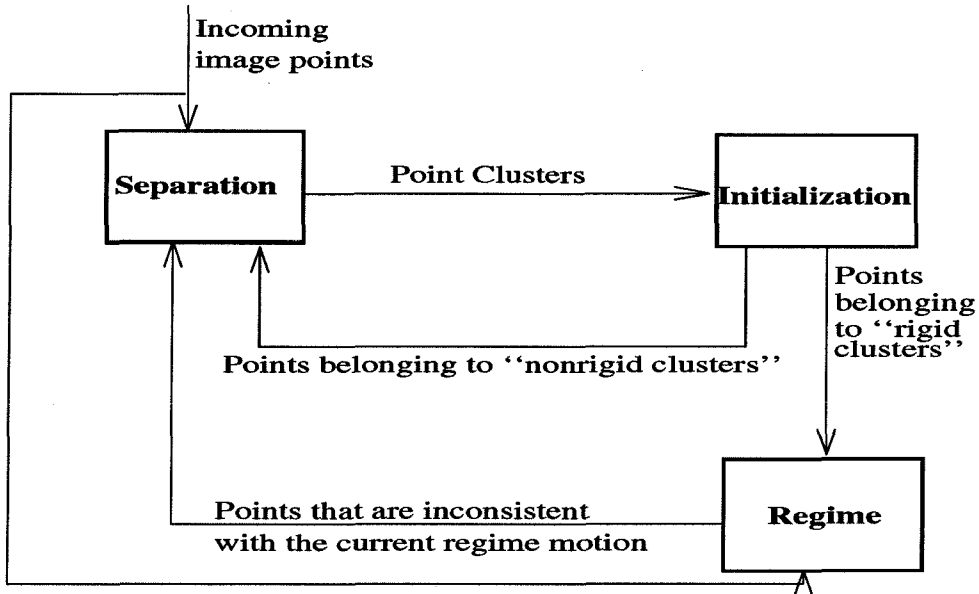 Incoming
image points
Separation
Point Clusters
Initialization
Points
belonging
to ‘‘rigid
clusters’’
Points belonging to ‘‘nonrigid clusters’’
Points that are inconsistent
with the current regime motion
Regime